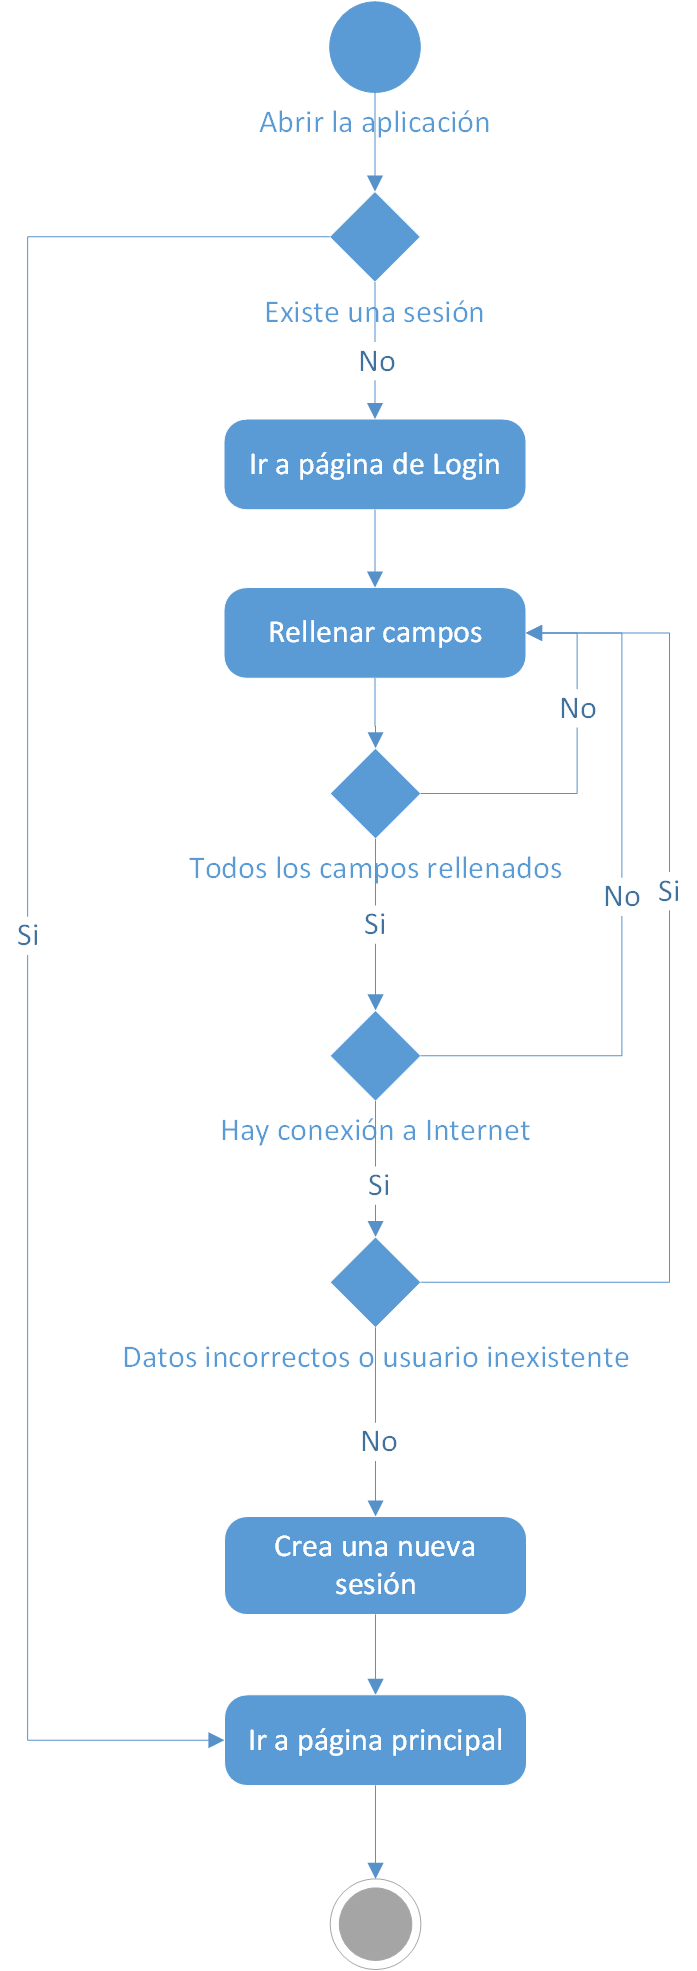 Abrir la aplicación
Existe una sesión
No
Ir a página de Login
Rellenar campos
No
Todos los campos rellenados
No
Si
Si
Si
Hay conexión a Internet
Si
Datos incorrectos o usuario inexistente
No
Crea una nueva
sesión
Ir a página principal